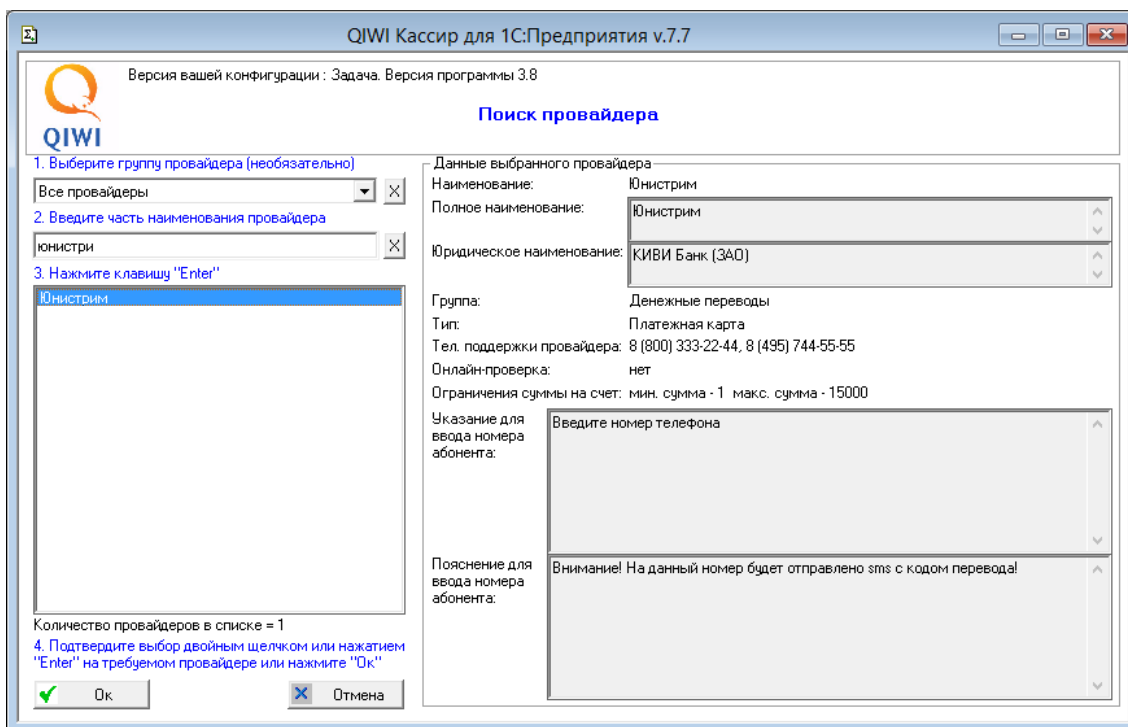 QIWI Кассир для 1С:Предприятия v.7.7
QIWI
Версия вашей конфигурации : Задача. Версия программы 3.8
Поиск провайдера
1. Выберите группу провайдера (необязательно)
Все провайдеры
X
2. Введите часть наименования провайдера
юнистри
X
3. Нажмите клавишу "Enter"
Юнистрим
Количество провайдеров в списке = 1
4. Подтвердите выбор двойным щелчком или нажатием
"Enter" на требуемом провайдере или нажмите "Ок"
Ок
Отмена
Данные выбранного провайдера
Наименование: Юнистрим
Полное наименование: Юнистрим
Юридическое наименование: КИВИ Банк (ЗАО)
Группа: Денежные переводы
Тип: Платежная карта
Тел. поддержки провайдера: 8 (800) 333-22-44, 8 (495) 744-55-55
Онлайн-проверка: нет
Ограничения суммы на счет: мин. сумма - 1 макс. сумма - 15000
Указание для
ввода номера
абонента:
Введите номер телефона
Пояснение для
ввода номера
абонента:
Внимание! На данный номер будет отправлено sms с кодом перевода!